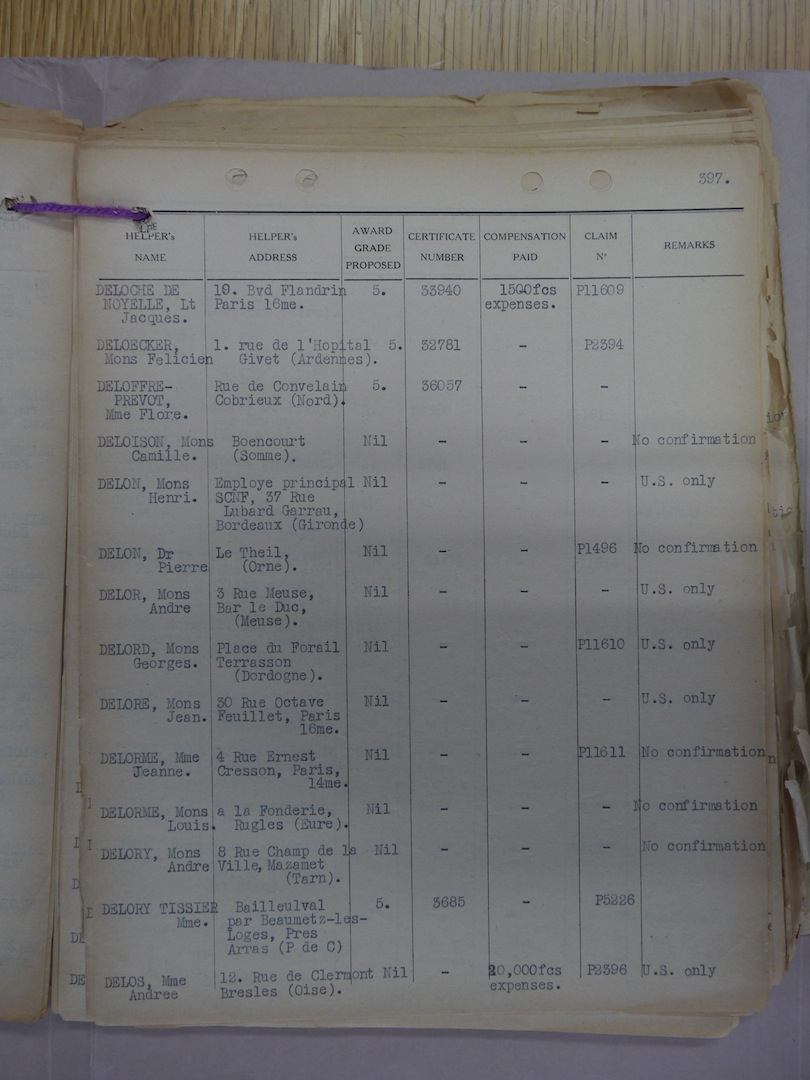 397.
HELPER's NAME | HELPER's ADDRESS | AWARD GRADE PROPOSED | CERTIFICATE NUMBER | COMPENSATION PAID | CLAIM Nº | REMARKS
DELOCHE DE | 19. Bvd Flandrin | 5. | 33940 | 1500fcs | P11609
NOYELLE, Lt | Paris 16me. | expenses.
Jacques.
DELOECKER, | 1. rue de l'Hopital | 5. | 32781 | - | P2394
Mons Felicien | Givet (Ardennes).
DELOFFRE- | Rue de Convelain | 5. | 36057 | - | -
PREVOT, | Cobrieux (Nord).
Mme Flore.
DELOISON, Mons | Boencourt | Nil | - | - | - | No confirmation
Camille. | (Somme).
DELON, Mons | Employe principal | Nil | - | - | - | U.S. only
Henri. | SCNF, 37 Rue
Lubard Garrau,
Bordeaux (Gironde)
DELON, Dr | Le Theil, | Nil | - | - | P1496 | No confirmation
Pierre | (Orne).
DELOR, Mons | 3 Rue Meuse, | Nil | - | - | - | U.S. only
Andre | Bar le Duc,
(Meuse).
DELORD, Mons | Place du Forail | Nil | - | - | P11610 | U.S. only
Georges. | Terrasson
(Dordogne).
DELORE, Mons | 30 Rue Octave | Nil | - | - | - | U.S. only
Jean. | Feuillet, Paris
16me.
DELORME, Mme | 4 Rue Ernest | Nil | - | - | P11611 | No confirmation
Jeanne. | Cresson, Paris,
14me.
DELORME, Mons | a la Fonderie, | Nil | - | - | - | No confirmation
Louis. | Rugles (Eure).
DELORY, Mons | 8 Rue Champ de la | Nil | - | - | - | No confirmation
Andre | Ville, Mazamet
(Tarn).
DELORY TISSIER | Bailleulval | 5. | 3685 | - | P5226
Mme. | par Beaumetz-les-
Loges, Pres
Arras (P de C)
DELOS, Mme | 12. Rue de Clermont | Nil | - | 20,000fcs | P2396 | U.S. only
Andree | Bresles (Oise). | expenses.